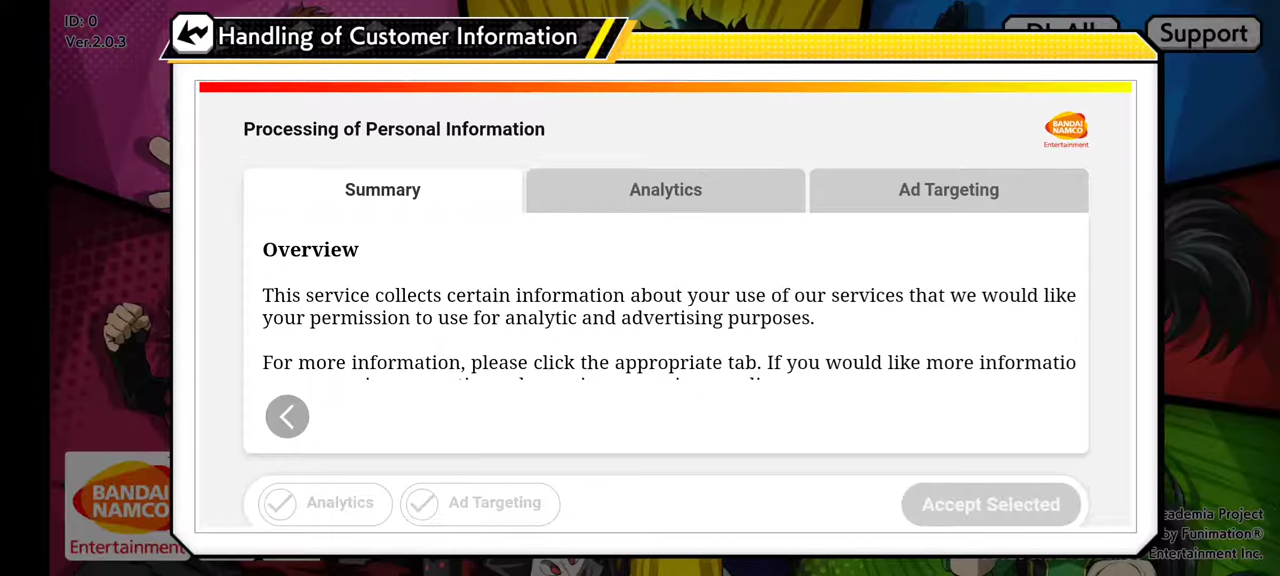 ID: 0
Ver.2.0.3
Handling of Customer Information
Support
Processing of Personal Information
BANDAI
NAMCO
Entertainment
Summary
Analytics
Ad Targeting
Overview
This service collects certain information about your use of our services that we would like
your permission to use for analytic and advertising purposes.
For more information, please click the appropriate tab. If you would like more informatio
Analytics
Ad Targeting
Accept Selected
BANDAI
NAMCO
Entertainment
cademia Project
by Funimation®
Entertainment Inc.